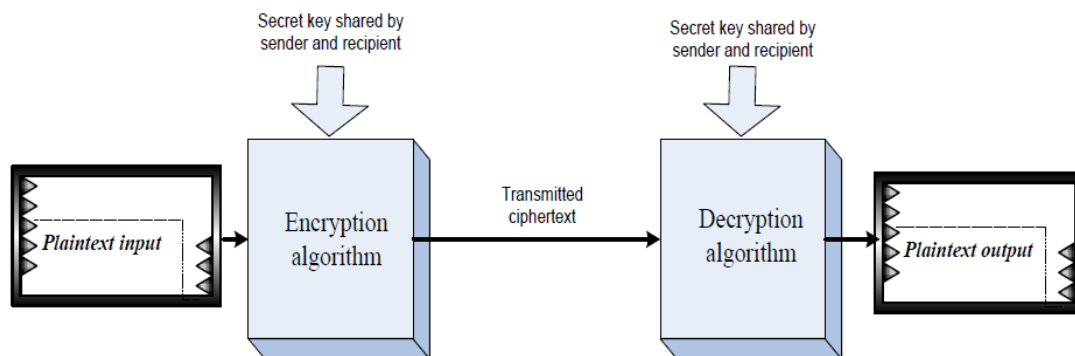 Secret key shared by
sender and recipient
Secret key shared by
sender and recipient
Plaintext input
Encryption
algorithm
Transmitted
ciphertext
Decryption
algorithm
Plaintext output